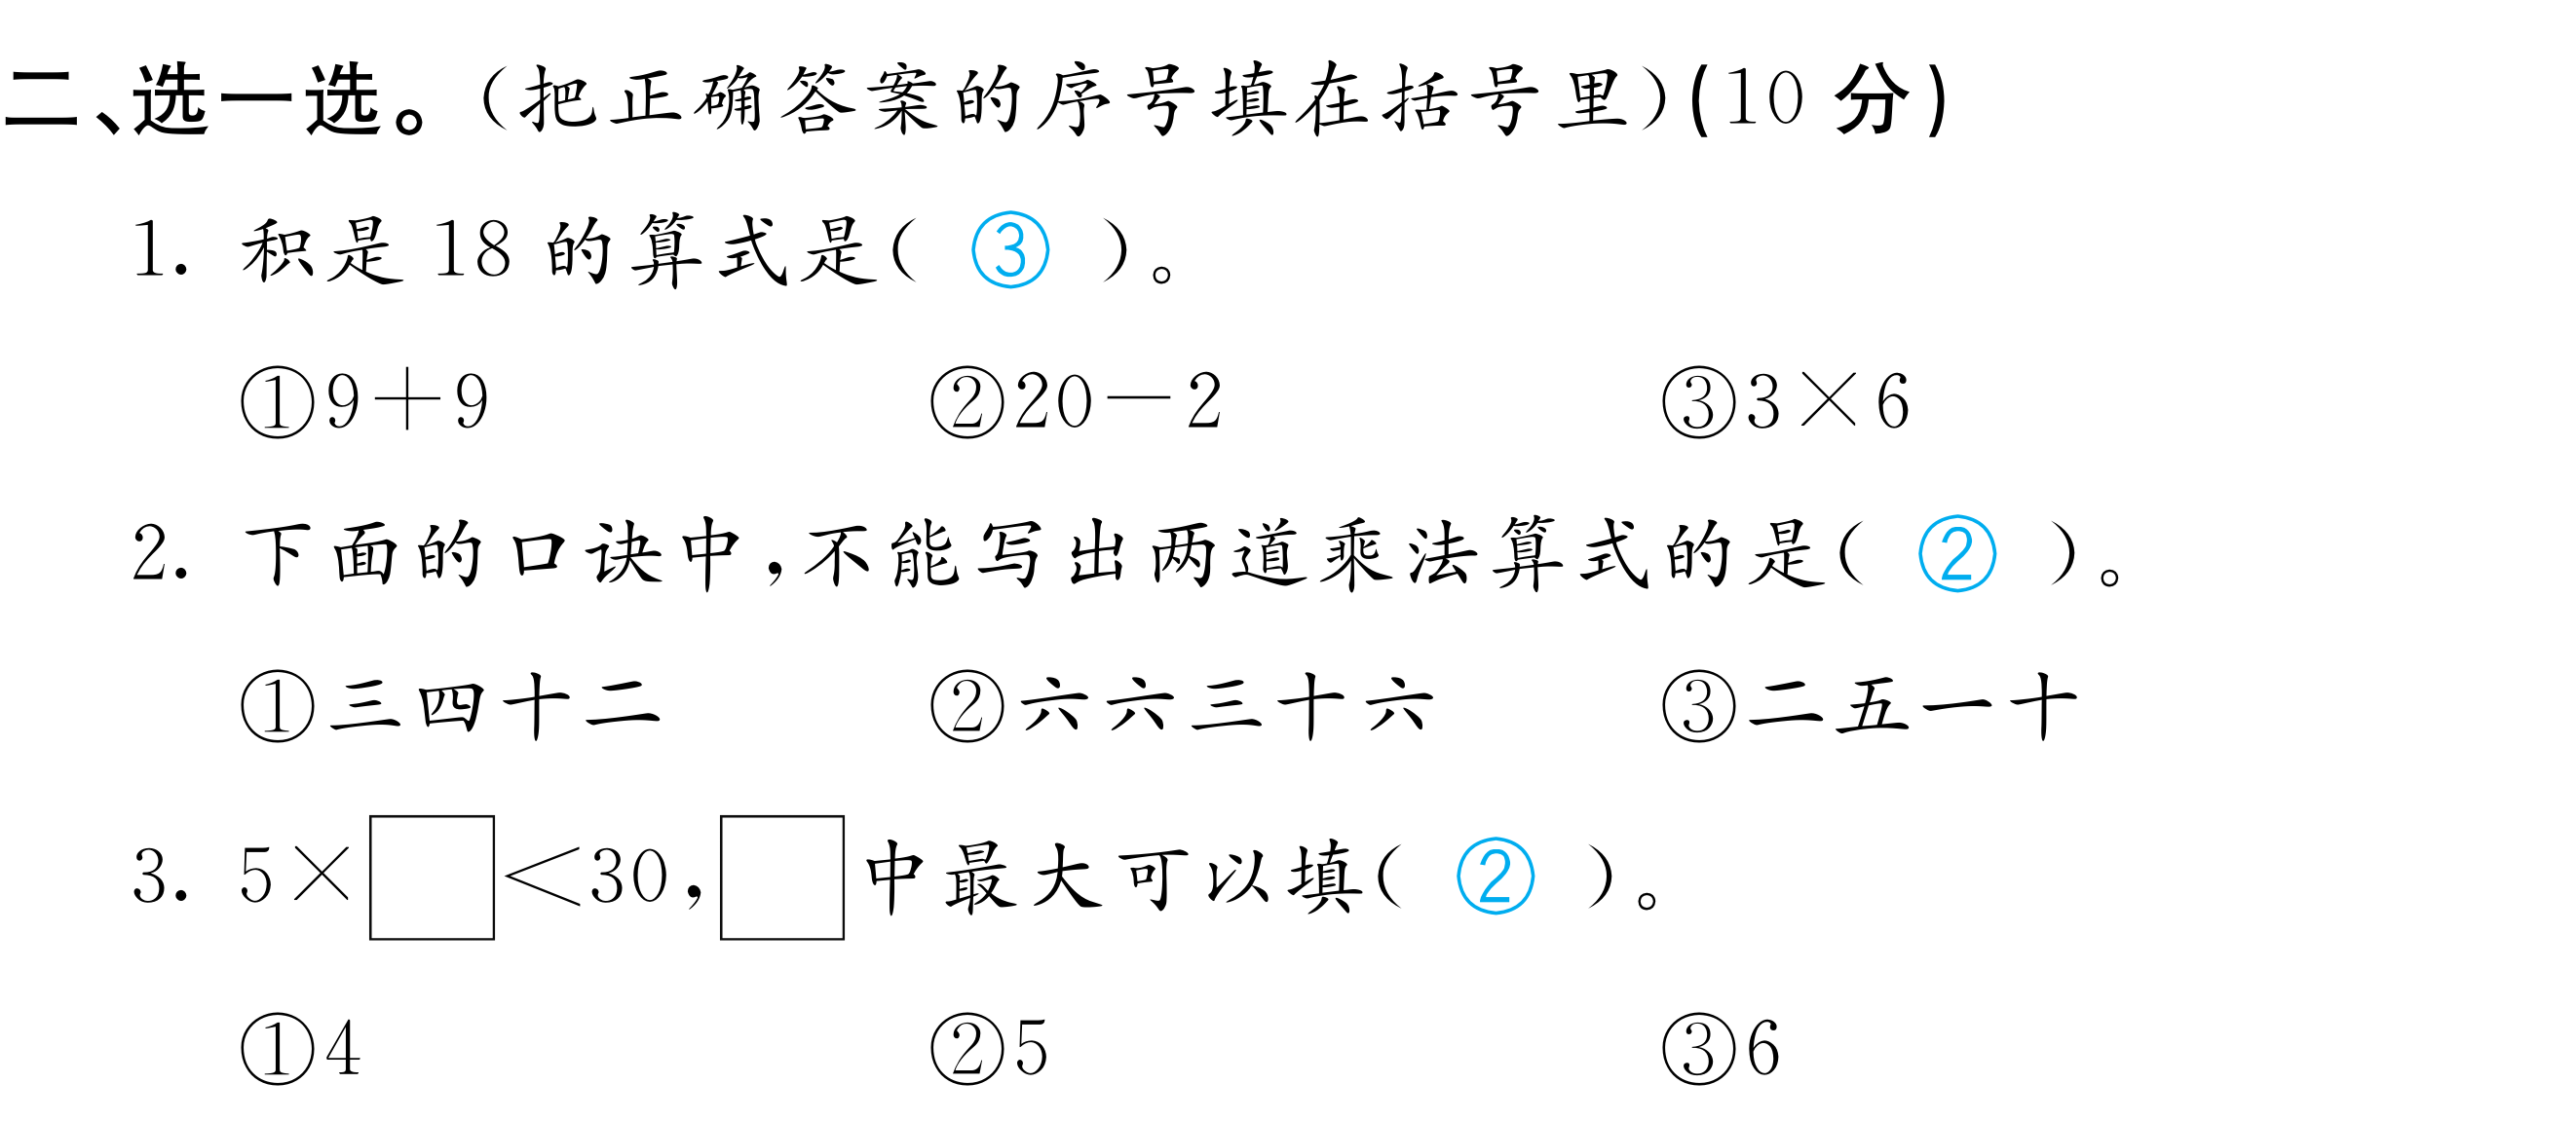 二、选一选。(把正确答案的序号填在括号里)(10 分)
1. 积是 18 的算式是( ③ )。
①9+9 ②20-2 ③3×6
2. 下面的口诀中,不能写出两道乘法算式的是( ② )。
①三四十二 ②六六三十六 ③二五一十
3. 5×□<30,□中最大可以填( ② )。
①4 ②5 ③6